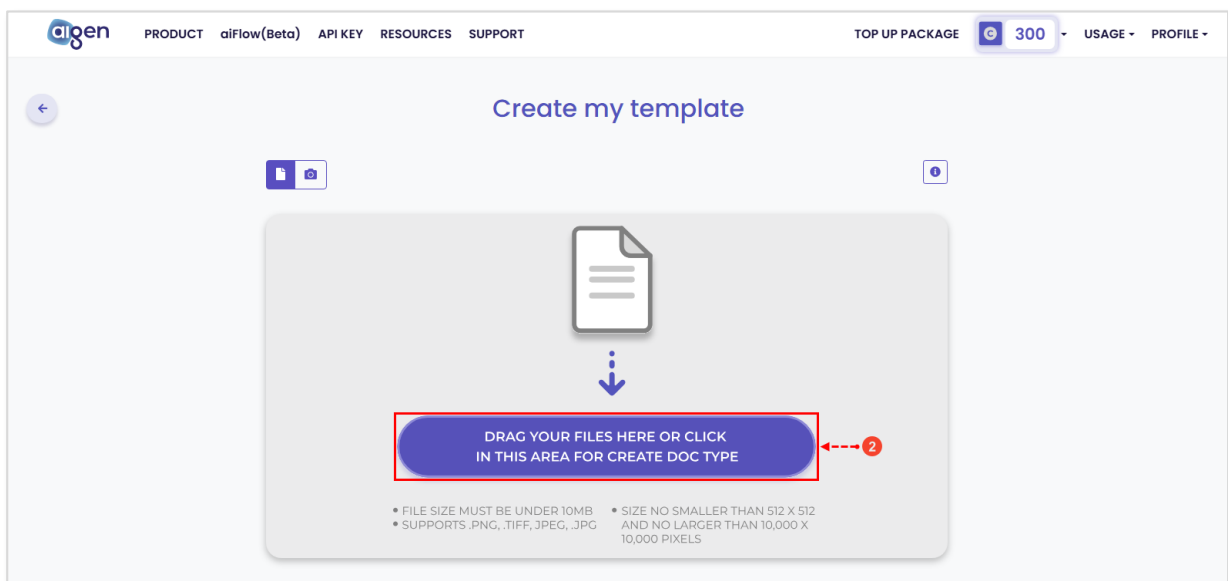 aigen PRODUCT aiFlow(Beta) API KEY RESOURCES SUPPORT TOP UP PACKAGE C 300 USAGE PROFILE
Create my template
DRAG YOUR FILES HERE OR CLICK
IN THIS AREA FOR CREATE DOC TYPE
2
• FILE SIZE MUST BE UNDER 10MB
• SUPPORTS .PNG, .TIFF, JPEG, .JPG
• SIZE NO SMALLER THAN 512 X 512
AND NO LARGER THAN 10,000 X
10,000 PIXELS